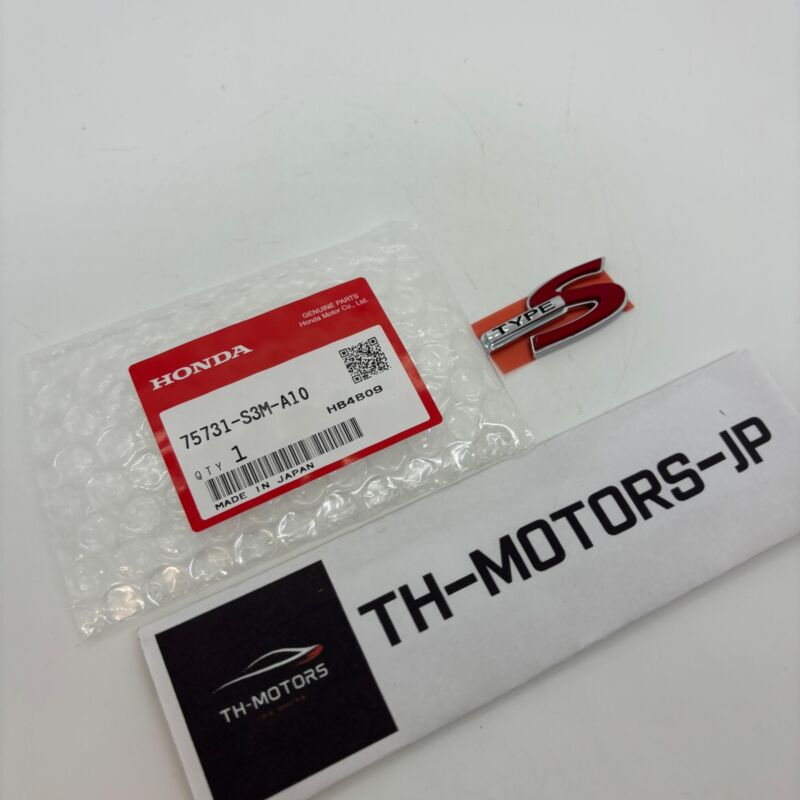 GENUINE PARTS
Honda Motor Co., Ltd.
HONDA
75731-S3M-A10
HB4B09
QTY 1
MADE IN JAPAN
TYPE S
TH-MOTORS-JP
TH-MOTORS